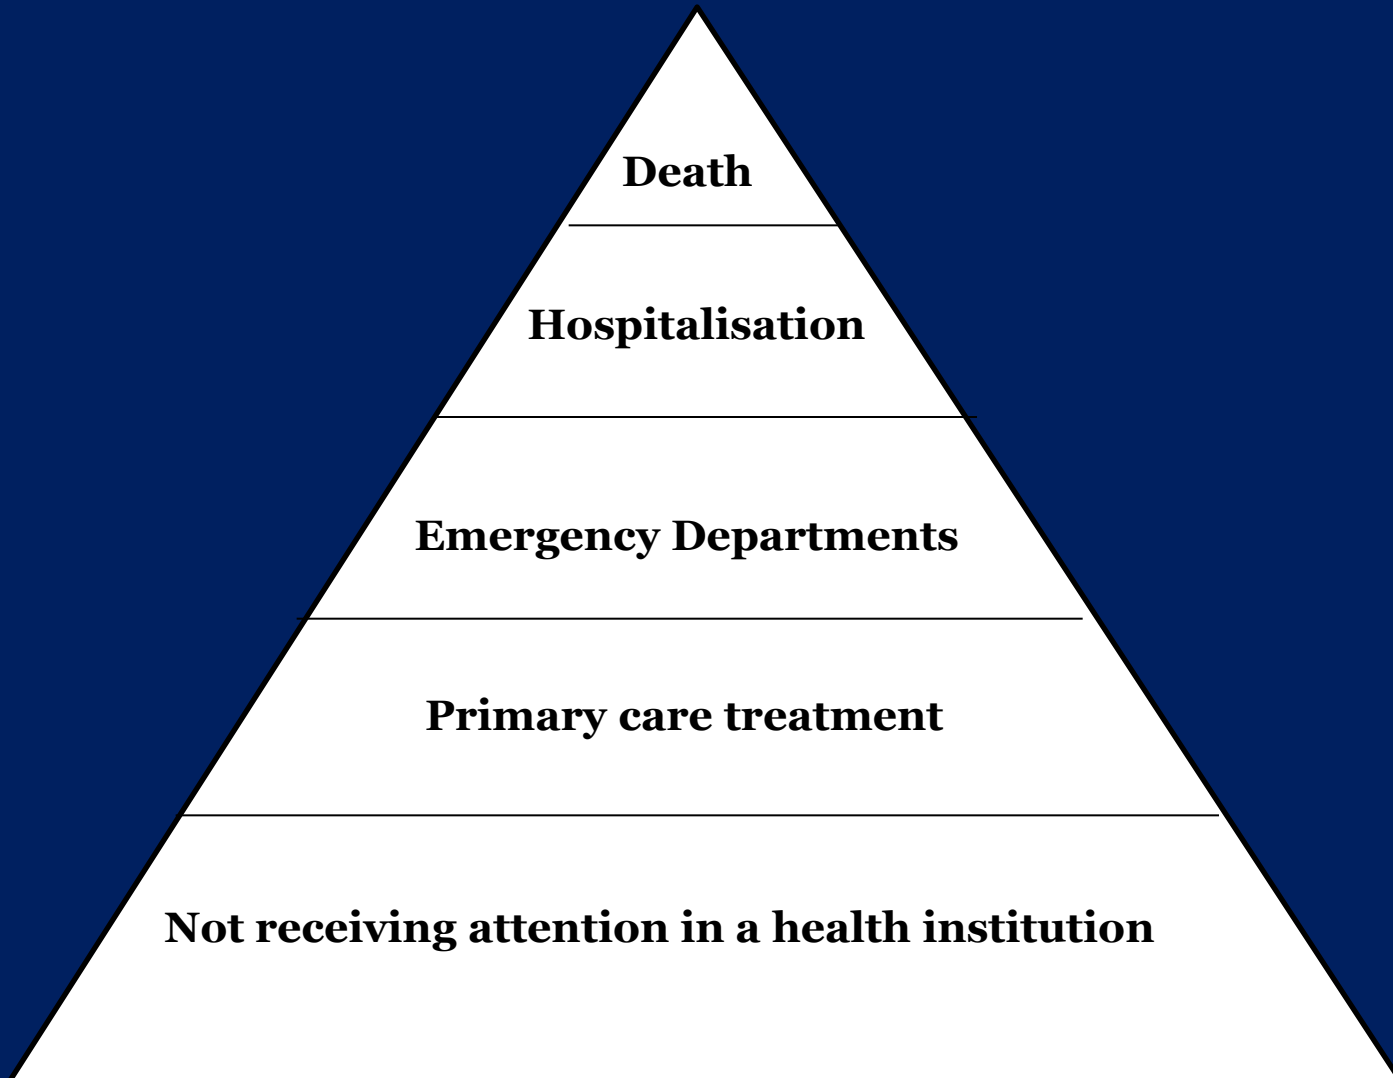 Death
Hospitalisation
Emergency Departments
Primary care treatment
Not receiving attention in a health institution